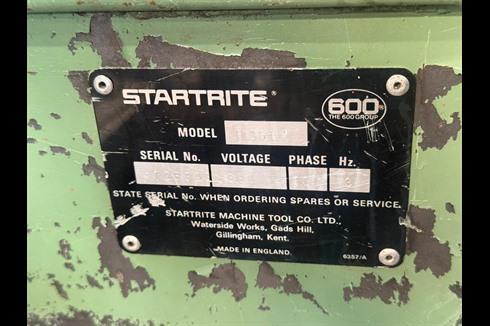 STARTRITE®
600
THE 600 GROUP
MODEL
SERIAL No. VOLTAGE PHASE Hz.
STATE SERIAL No. WHEN ORDERING SPARES OR SERVICE.
STARTRITE MACHINE TOOL CO. LTD.,
Waterside Works, Gads Hill,
Gillingham, Kent.
MADE IN ENGLAND.
6357/A